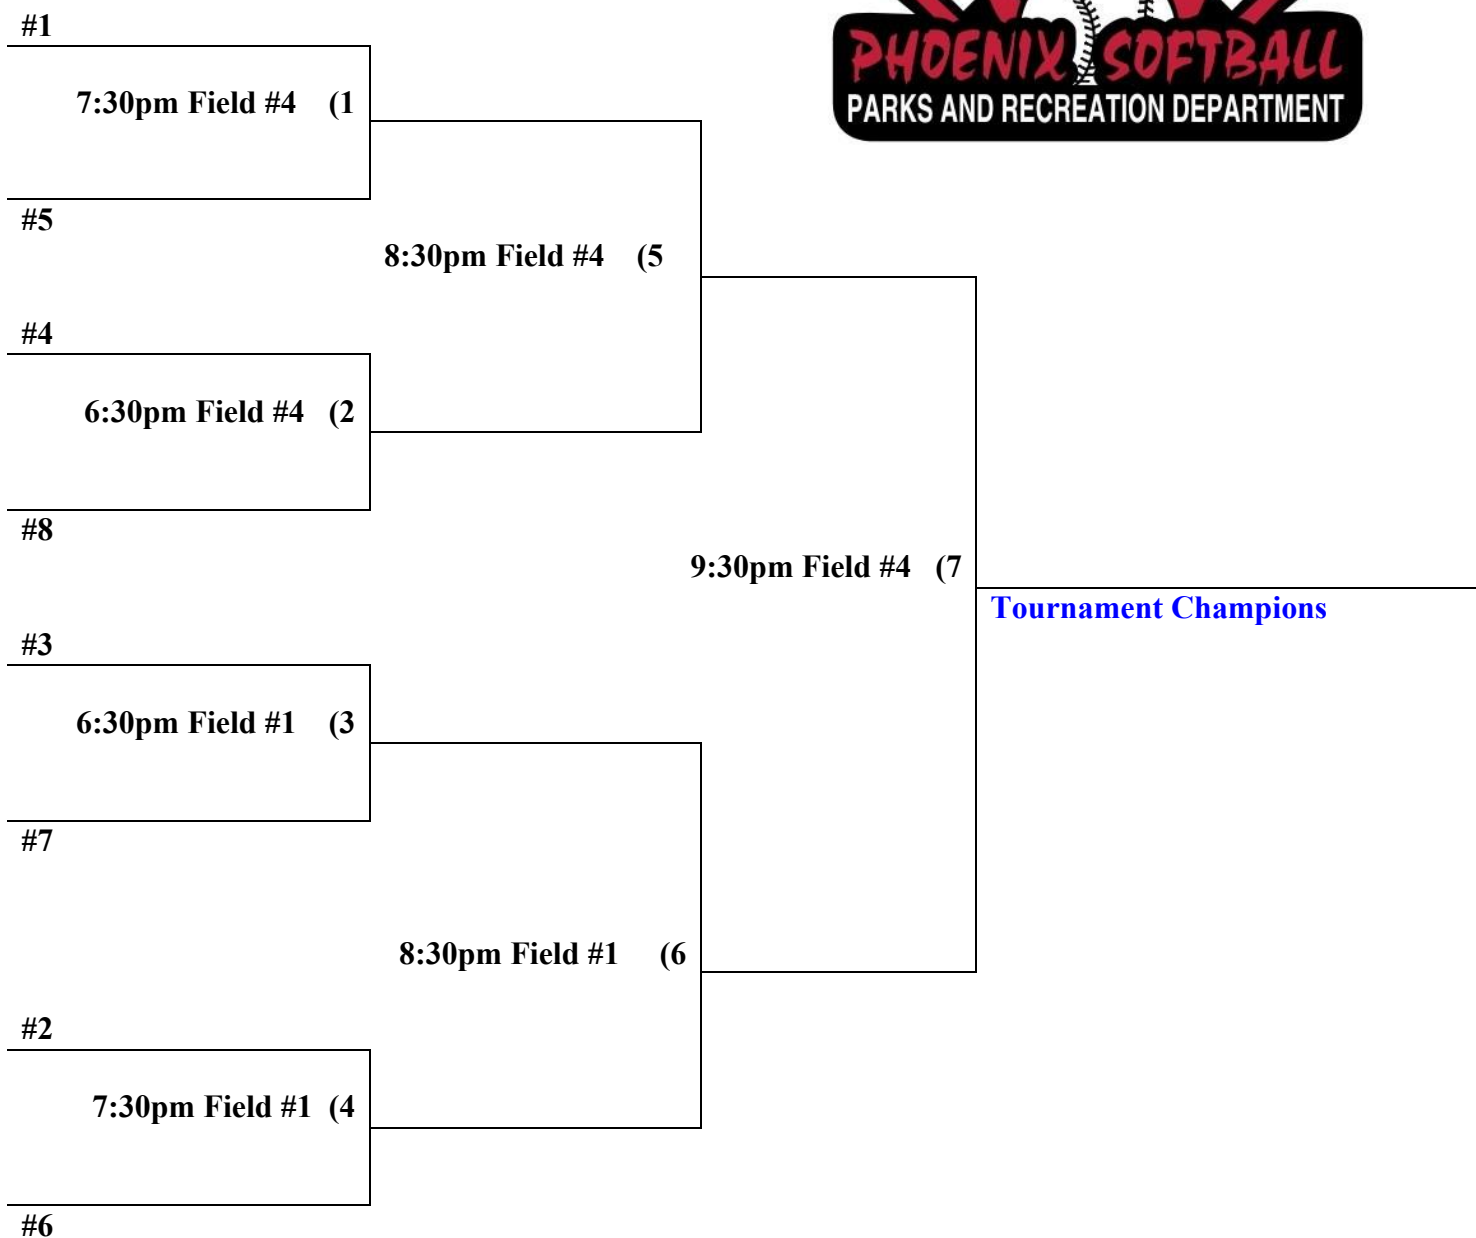 #1
PHOENIX SOFTBALL
PARKS AND RECREATION DEPARTMENT
7:30pm Field #4 (1
#5
8:30pm Field #4 (5
#4
6:30pm Field #4 (2
#8
9:30pm Field #4 (7
Tournament Champions
#3
6:30pm Field #1 (3
#7
8:30pm Field #1 (6
#2
7:30pm Field #1 (4
#6